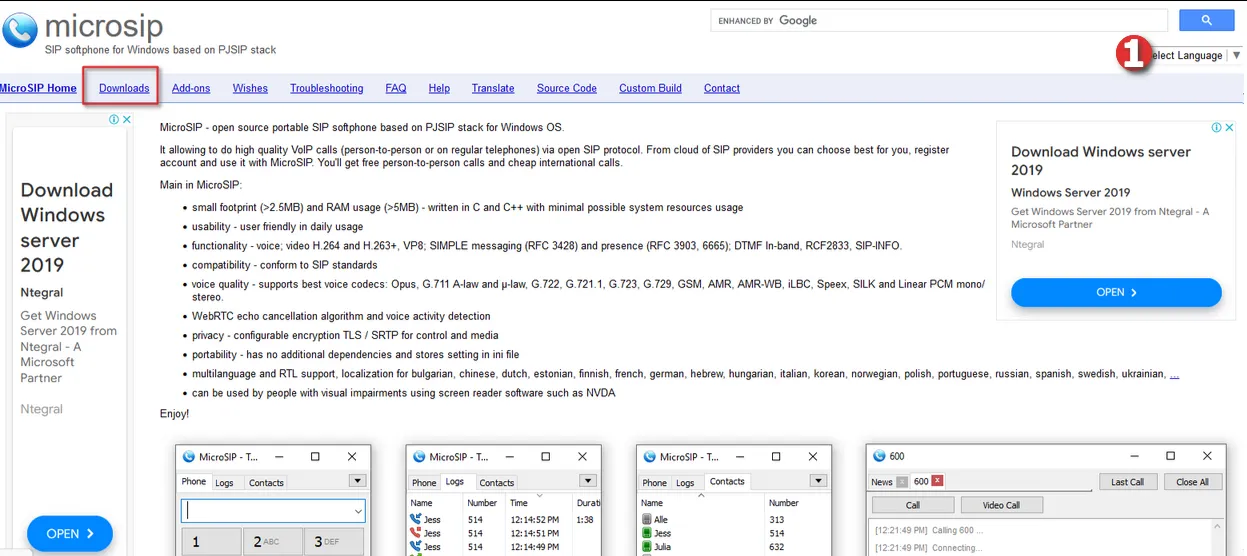 microsip
SIP softphone for Windows based on PJSIP stack
ENHANCED BY Google
1
elect Language
MicroSIP Home Downloads Add-ons Wishes Troubleshooting FAQ Help Translate Source Code Custom Build Contact
Download
Windows
server
2019
Ntegral
Get Windows
Server 2019 from
Ntegral - A
Microsoft
Partner
Ntegral
OPEN
MicroSIP - open source portable SIP softphone based on PJSIP stack for Windows OS.
It allowing to do high quality VoIP calls (person-to-person or on regular telephones) via open SIP protocol. From cloud of SIP providers you can choose best for you, register
account and use it with MicroSIP. You'll get free person-to-person calls and cheap international calls.
Main in MicroSIP:
• small footprint (>2.5MB) and RAM usage (>5MB) - written in C and C++ with minimal possible system resources usage
• usability - user friendly in daily usage
• functionality - voice; video H.264 and H.263+, VP8; SIMPLE messaging (RFC 3428) and presence (RFC 3903, 6665); DTMF In-band, RCF2833, SIP-INFO.
• compatibility - conform to SIP standards
• voice quality - supports best voice codecs: Opus, G.711 A-law and µ-law, G.722, G.721.1, G.723, G.729, GSM, AMR, AMR-WB, iLBC, Speex, SILK and Linear PCM mono/
stereo.
• WebRTC echo cancellation algorithm and voice activity detection
• privacy - configurable encryption TLS / SRTP for control and media
• portability - has no additional dependencies and stores setting in ini file
• multilanguage and RTL support, localization for bulgarian, chinese, dutch, estonian, finnish, french, german, hebrew, hungarian, italian, korean, norwegian, polish, portuguese, russian, spanish, swedish, ukrainian, ...
• can be used by people with visual impairments using screen reader software such as NVDA
Enjoy!
Download Windows server
2019
Windows Server 2019
Get Windows Server 2019 from Ntegral - A
Microsoft Partner
Ntegral
OPEN
MicroSIP - T...
Phone Logs Contacts
1 2 ABC 3 DEF
MicroSIP - T...
Phone Logs Contacts
Name Number Time Durati
Jess 514 12:14:52 PM 1:38
Jess 514 12:14:51 PM
Jess 514 12:14:49 PM
MicroSIP - T...
Phone Logs Contacts
Name Number
Alle 313
Jess 514
Julia 632
600
News 600 Last Call Close All
Call Video Call
[12:21:49 PM] Calling 600 ...
[12:21:49 PM] Connecting...